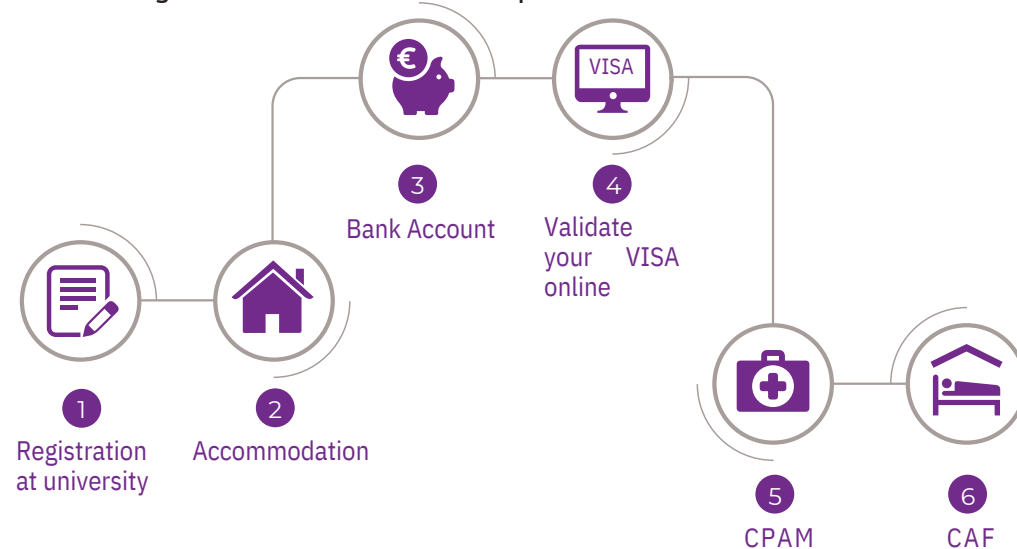 €
VISA
3
Bank Account
4
Validate
your VISA
online
1
Registration
at university
2
Accommodation
5
CPAM
6
CAF